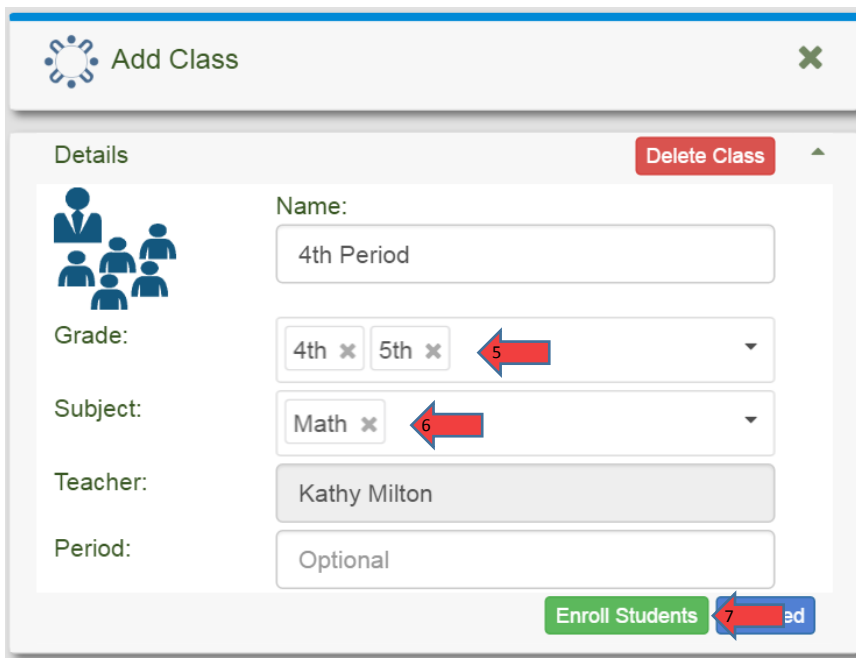 Add Class
Details Delete Class
Name:
4th Period
Grade: 4th 5th 5
Subject: Math 6
Teacher: Kathy Milton
Period: Optional
Enroll Students 7 ed